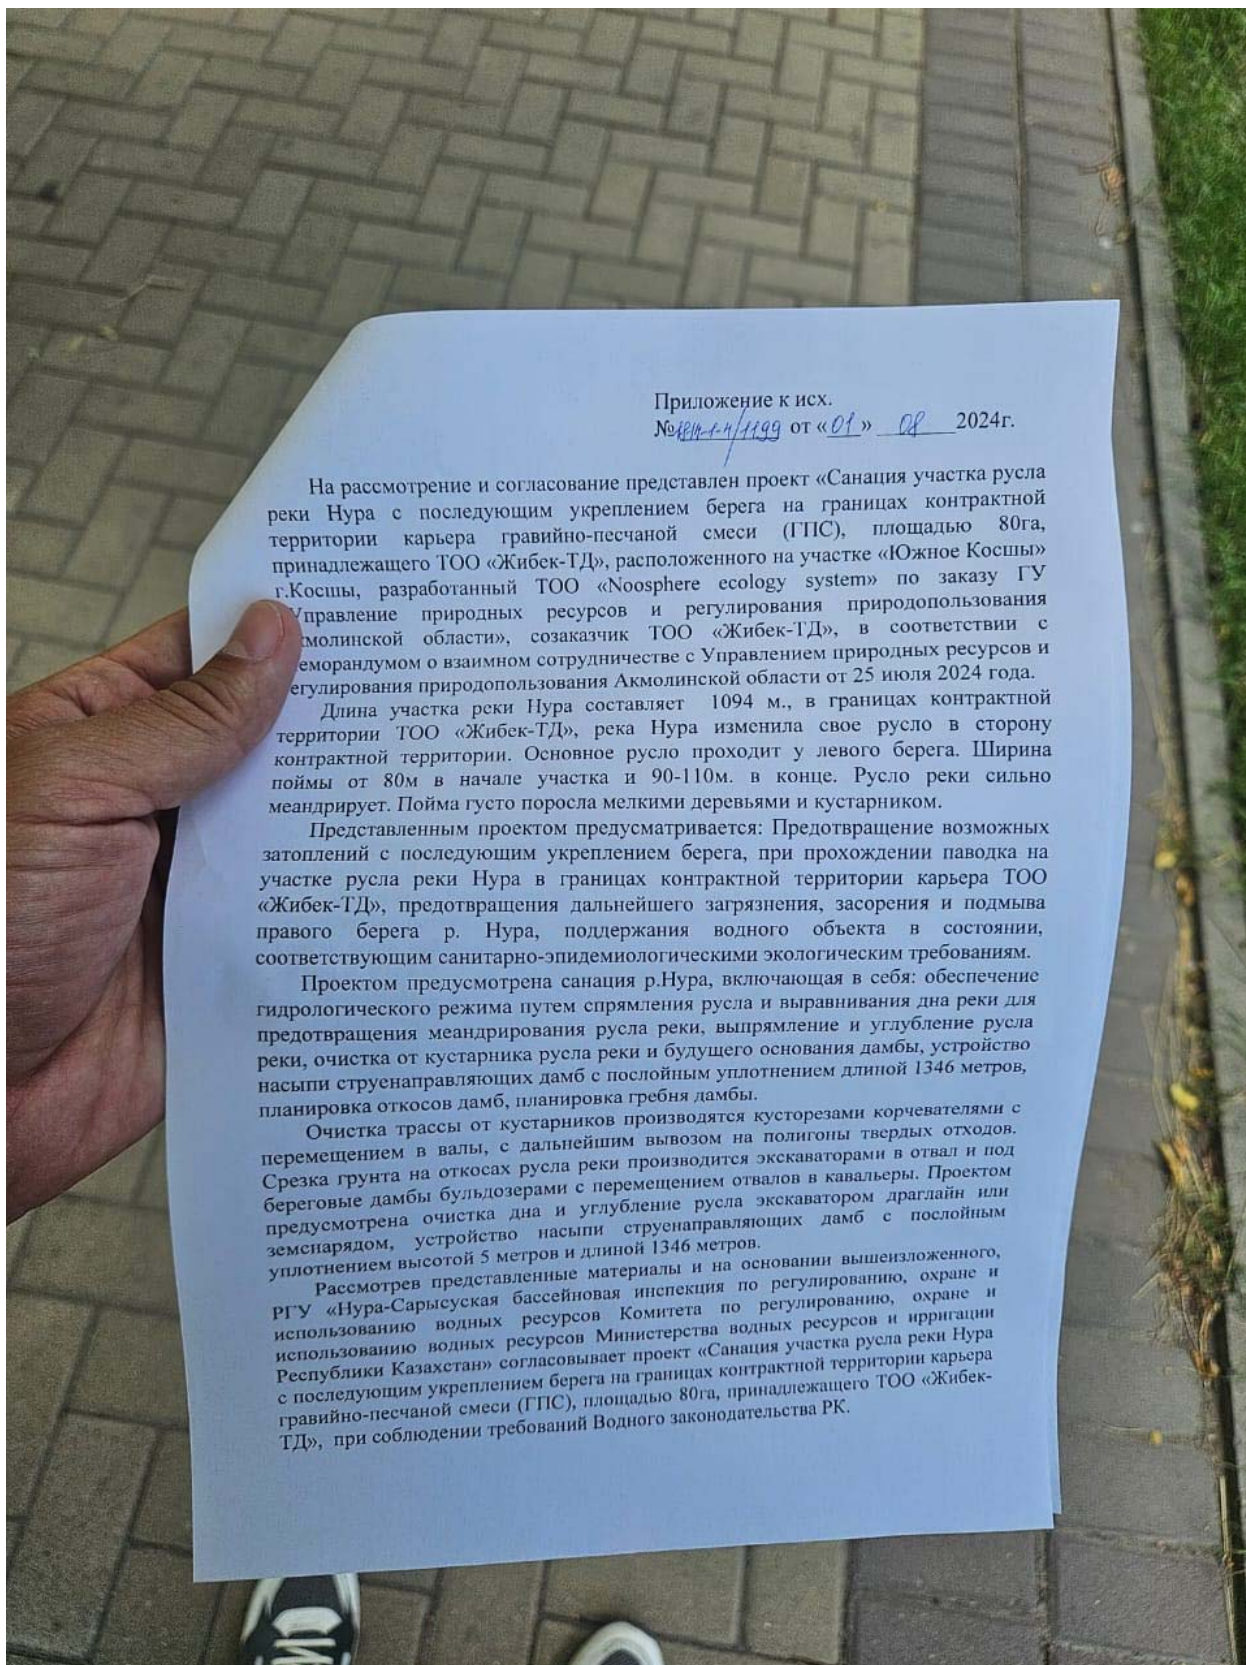 Приложение к исх.
№ /1199 от «01» 08 2024г.
На рассмотрение и согласование представлен проект «Санация участка русла
реки Нура с последующим укреплением берега на границах контрактной
территории карьера гравийно-песчаной смеси (ГПС), площадью 80га,
принадлежащего ТОО «Жибек-ТД», расположенного на участке «Южное Косшы»
г.Косшы, разработанный ТОО «Noosphere ecology system» по заказу ГУ
Управление природных ресурсов и регулирования природопользования
кмолинской области», созаказчик ТОО «Жибек-ТД», в соответствии с
еморандумом о взаимном сотрудничестве с Управлением природных ресурсов и
егулирования природопользования Акмолинской области от 25 июля 2024 года.
Длина участка реки Нура составляет 1094 м., в границах контрактной
территории ТОО «Жибек-ТД», река Нура изменила свое русло в сторону
контрактной территории. Основное русло проходит у левого берега. Ширина
поймы от 80м в начале участка и 90-110м. в конце. Русло реки сильно
меандрирует. Пойма густо поросла мелкими деревьями и кустарником.
Представленным проектом предусматривается: Предотвращение возможных
затоплений с последующим укреплением берега, при прохождении паводка на
участке русла реки Нура в границах контрактной территории карьера ТОО
«Жибек-ТД», предотвращения дальнейшего загрязнения, засорения и подмыва
правого берега р. Нура, поддержания водного объекта в состоянии,
соответствующим санитарно-эпидемиологическими экологическим требованиям.
Проектом предусмотрена санация р.Нура, включающая в себя: обеспечение
гидрологического режима путем спрямления русла и выравнивания дна реки для
предотвращения меандрирования русла реки, выпрямление и углубление русла
реки, очистка от кустарника русла реки и будущего основания дамбы, устройство
насыпи струенаправляющих дамб с послойным уплотнением длиной 1346 метров,
планировка откосов дамб, планировка гребня дамбы.
Очистка трассы от кустарников производятся кусторезами корчевателями с
перемещением в валы, с дальнейшим вывозом на полигоны твердых отходов.
Срезка грунта на откосах русла реки производится экскаваторами в отвал и под
береговые дамбы бульдозерами с перемещением отвалов в кавальеры. Проектом
предусмотрена очистка дна и углубление русла экскаватором драглайн или
земснарядом, устройство насыпи струенаправляющих дамб с послойным
уплотнением высотой 5 метров и длиной 1346 метров.
Рассмотрев представленные материалы и на основании вышеизложенного,
РГУ «Нура-Сарысуская бассейновая инспекция по регулированию, охране и
использованию водных ресурсов Комитета по регулированию, охране и
использованию водных ресурсов Министерства водных ресурсов и ирригации
Республики Казахстан» согласовывает проект «Санация участка русла реки Нура
с последующим укреплением берега на границах контрактной территории карьера
гравийно-песчаной смеси (ГПС), площадью 80га, принадлежащего ТОО «Жибек-
ТД», при соблюдении требований Водного законодательства РК.